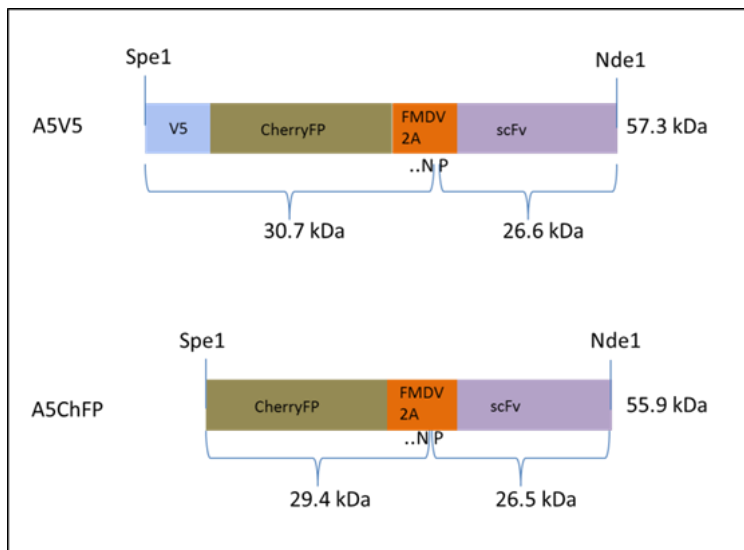 Spe1
Nde1
A5V5
V5
CherryFP
FMDV
2A
scFv
57.3 kDa
..N P
30.7 kDa
26.6 kDa
Spe1
Nde1
A5ChFP
CherryFP
FMDV
2A
scFv
55.9 kDa
..N P
29.4 kDa
26.5 kDa